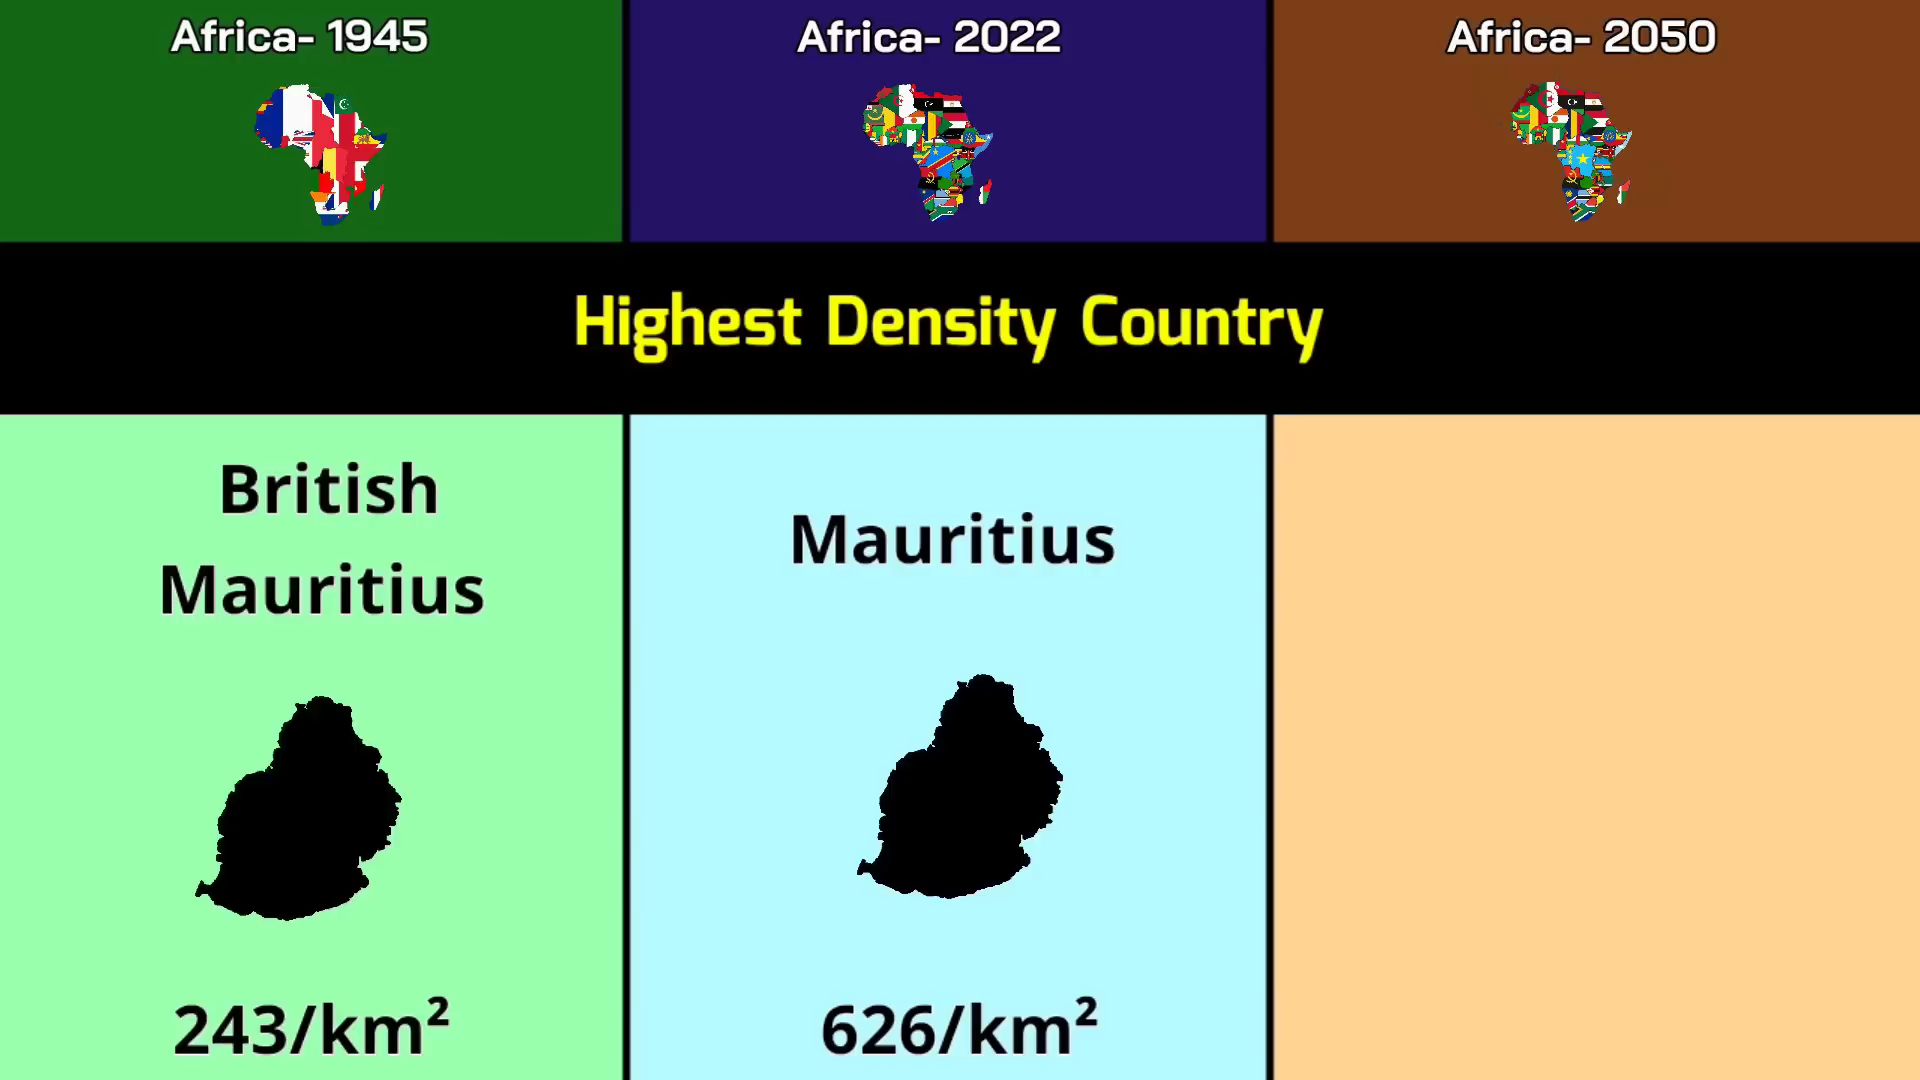 Africa- 1945
Africa- 2022
Africa- 2050
Highest Density Country
British
Mauritius
243/km²
Mauritius
626/km²